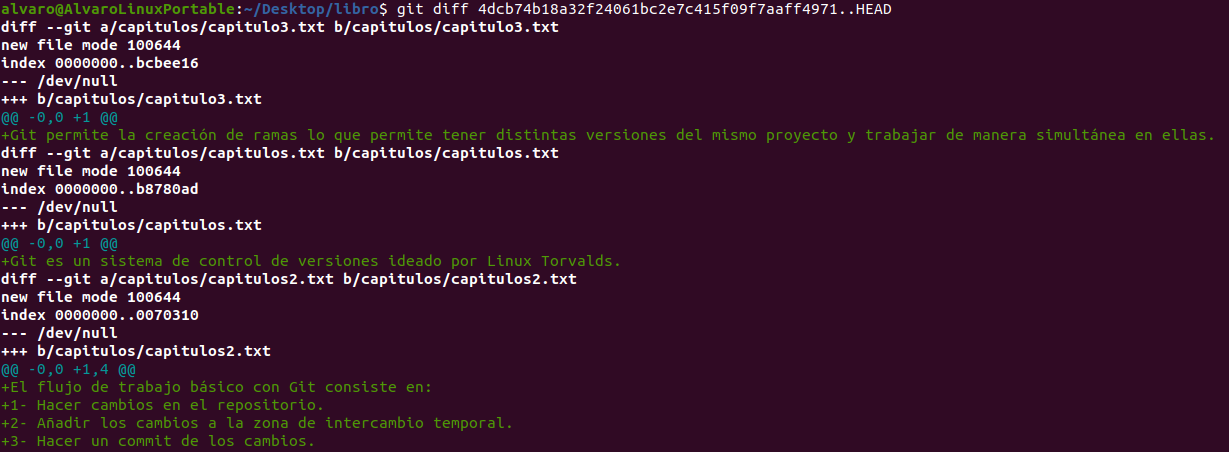 alvaro@AlvaroLinuxPortable:~/Desktop/libro$ git diff 4dcb74b18a32f24061bc2e7c415f09f7aaff4971..HEAD
diff --git a/capitulos/capitulo3.txt b/capitulos/capitulo3.txt
new file mode 100644
index 0000000..bcbee16
--- /dev/null
+++ b/capitulos/capitulo3.txt
@@ -0,0 +1 @@
+Git permite la creación de ramas lo que permite tener distintas versiones del mismo proyecto y trabajar de manera simultánea en ellas.
diff --git a/capitulos/capitulos.txt b/capitulos/capitulos.txt
new file mode 100644
index 0000000..b8780ad
--- /dev/null
+++ b/capitulos/capitulos.txt
@@ -0,0 +1 @@
+Git es un sistema de control de versiones ideado por Linux Torvalds.
diff --git a/capitulos/capitulos2.txt b/capitulos/capitulos2.txt
new file mode 100644
index 0000000..0070310
--- /dev/null
+++ b/capitulos/capitulos2.txt
@@ -0,0 +1,4 @@
+El flujo de trabajo básico con Git consiste en:
+1- Hacer cambios en el repositorio.
+2- Añadir los cambios a la zona de intercambio temporal.
+3- Hacer un commit de los cambios.